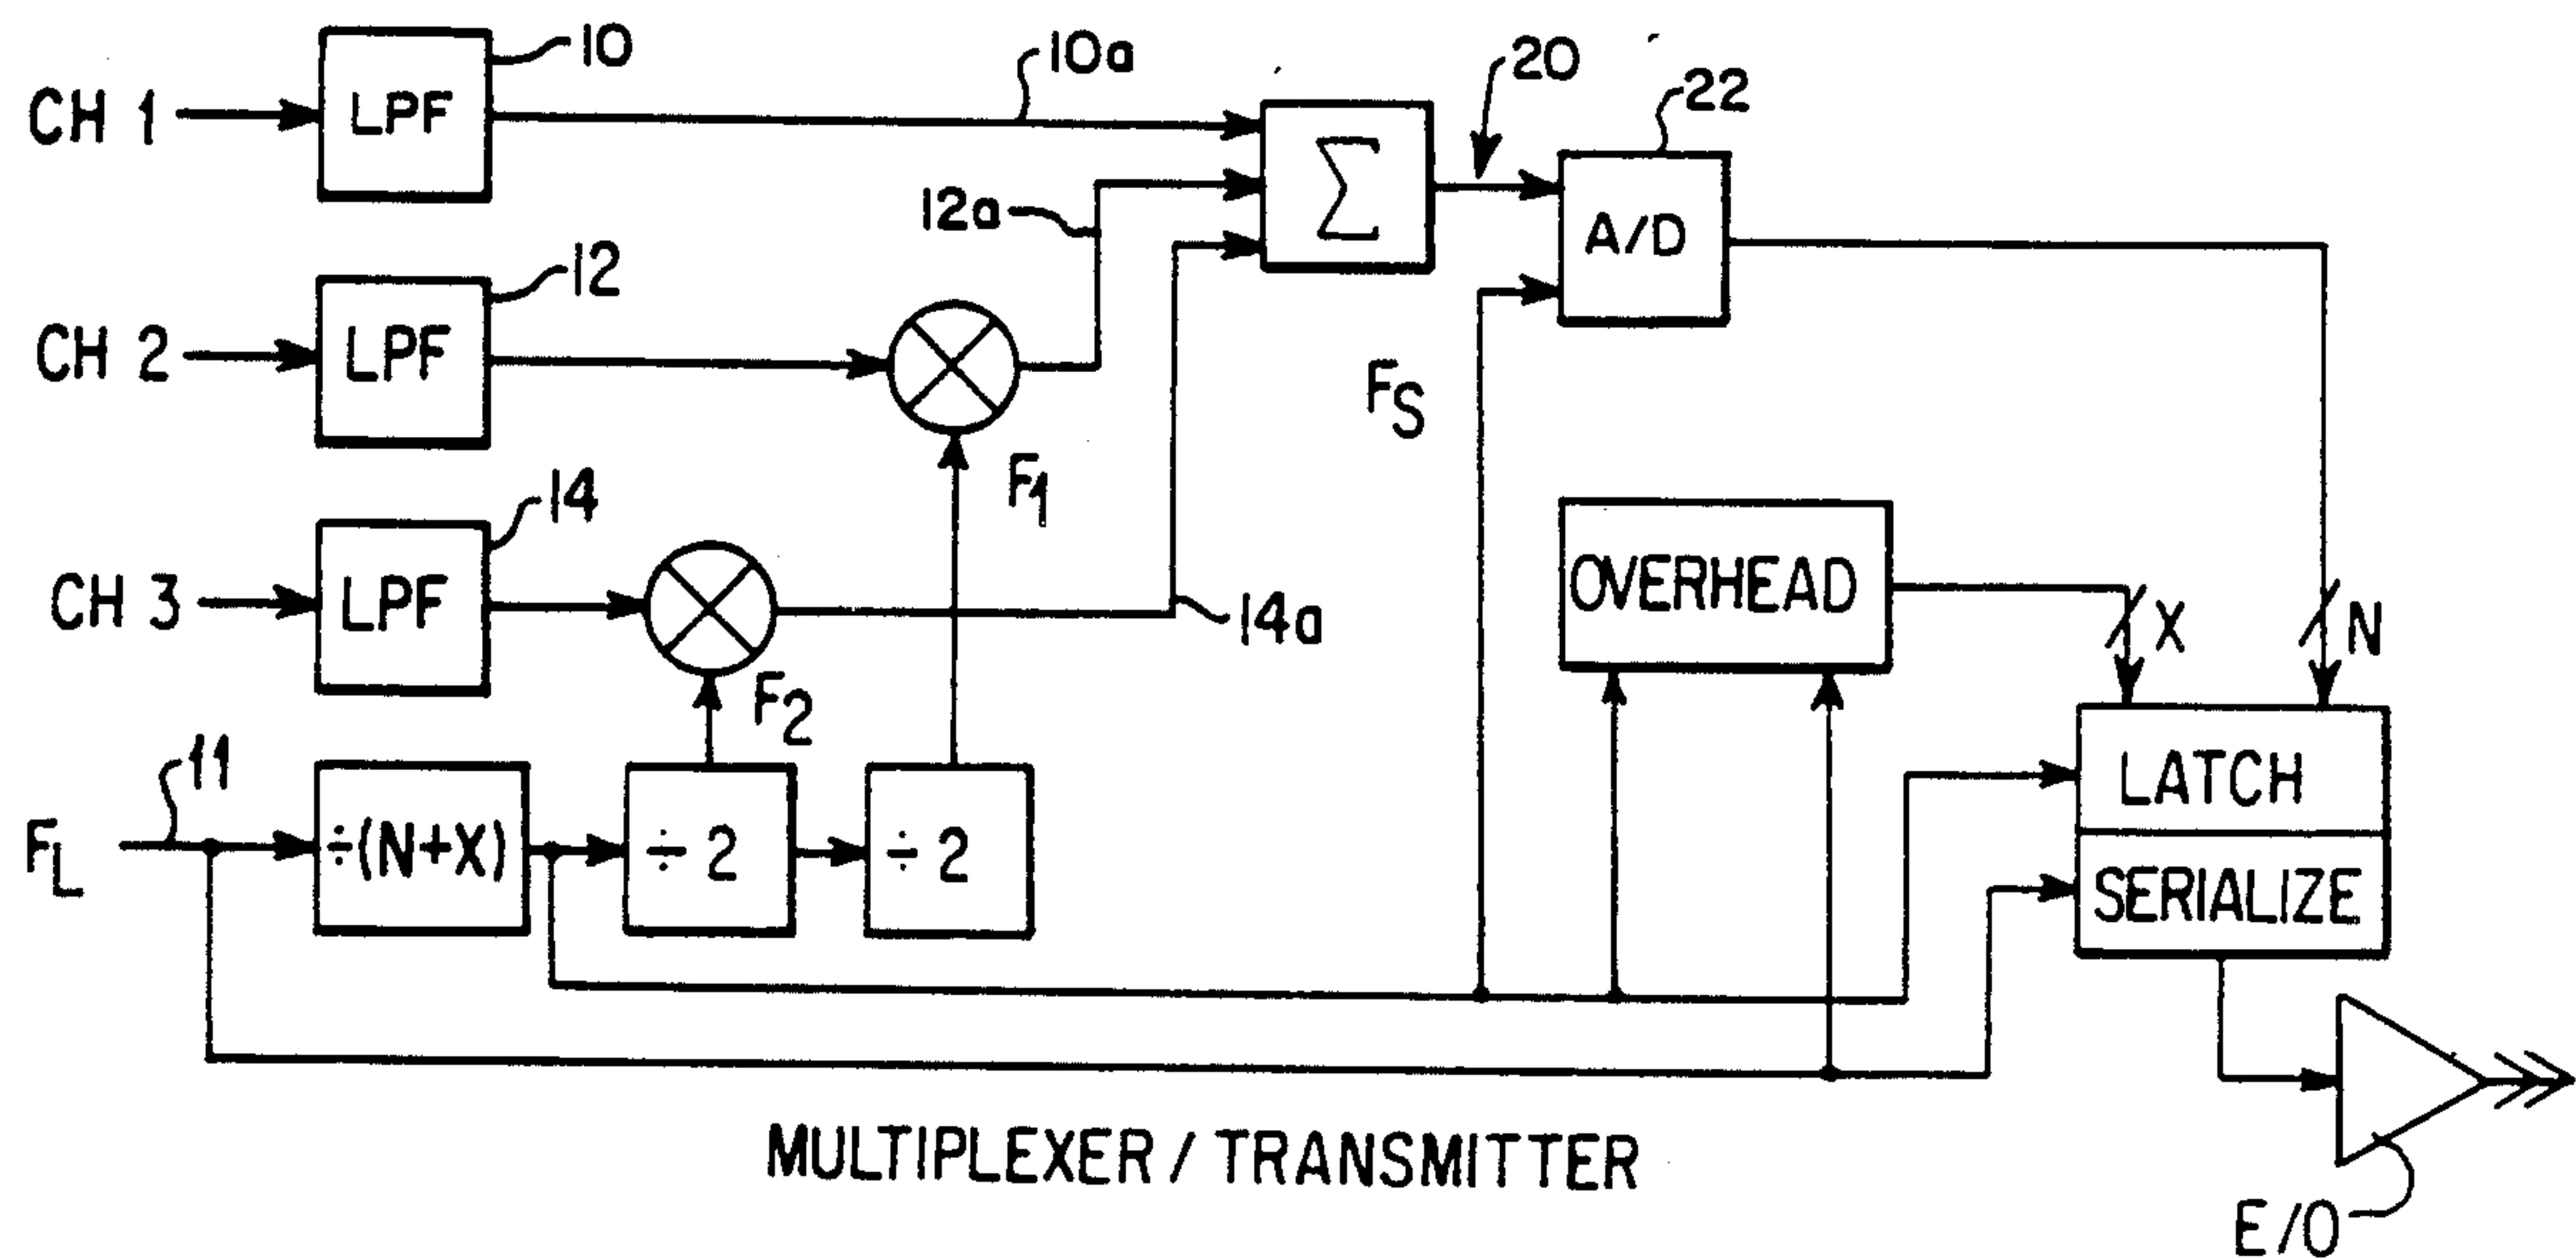 CH 1
LPF
10
10a
Σ
20
22
A/D
12a
CH 2
LPF
12
F1
FS
CH 3
LPF
14
F2
14a
OVERHEAD
X
N
FL
11
÷(N+X)
÷ 2
÷ 2
LATCH
SERIALIZE
MULTIPLEXER / TRANSMITTER
E/O